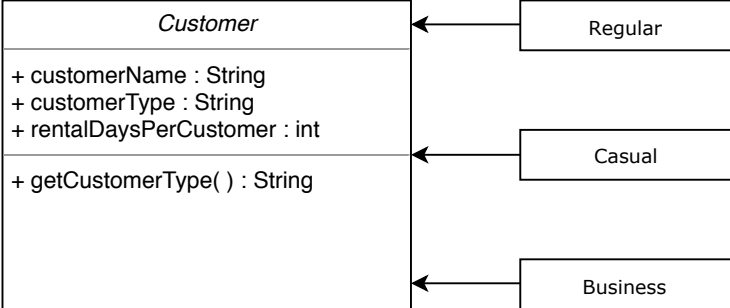 Customer
+ customerName : String
+ customerType : String
+ rentalDaysPerCustomer : int
+ getCustomerType( ) : String
Regular
Casual
Business